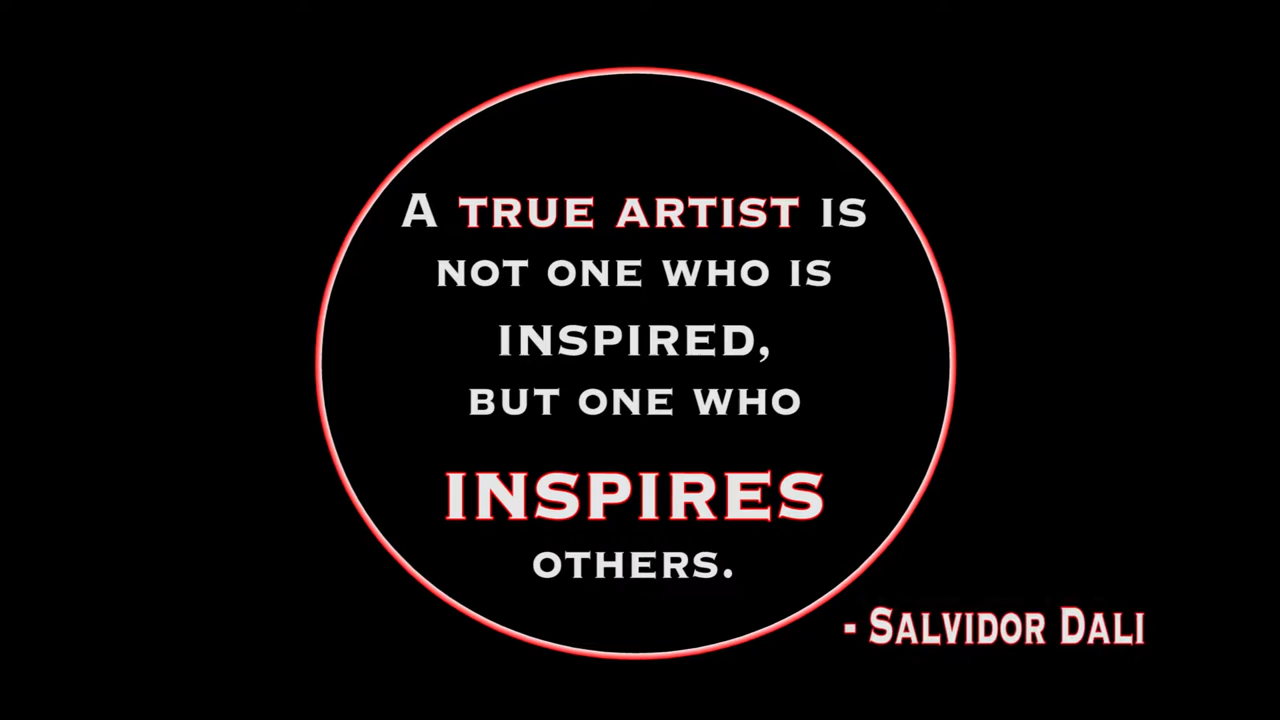 A TRUE ARTIST IS
NOT ONE WHO IS
INSPIRED,
BUT ONE WHO
INSPIRES
OTHERS.
- SALVIDOR DALI